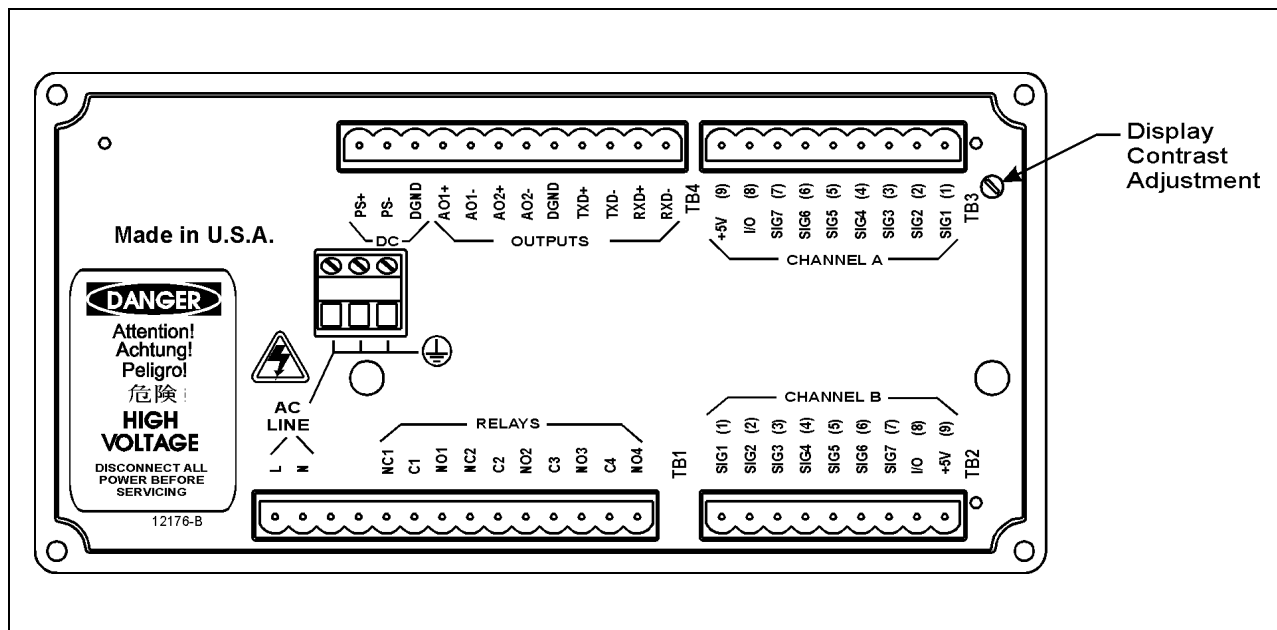 Display
Contrast
Adjustment
PS+
PS-
DGND
AO1+
AO1-
AO2+
AO2-
DGND
TXD+
TXD-
RXD+
RXD-
TB4
DC
OUTPUTS
+5V (9)
I/O (8)
SIG7 (7)
SIG6 (6)
SIG5 (5)
SIG4 (4)
SIG3 (3)
SIG2 (2)
SIG1 (1)
TB3
CHANNEL A
Made in U.S.A.
DANGER
Attention!
Achtung!
Peligro!
危険!
HIGH
VOLTAGE
DISCONNECT ALL
POWER BEFORE
SERVICING
12176-B
AC
LINE
L
N
RELAYS
NC1
C1
NO1
NC2
C2
NO2
C3
NO3
C4
NO4
TB1
CHANNEL B
SIG1 (1)
SIG2 (2)
SIG3 (3)
SIG4 (4)
SIG5 (5)
SIG6 (6)
SIG7 (7)
I/O (8)
+5V (9)
TB2